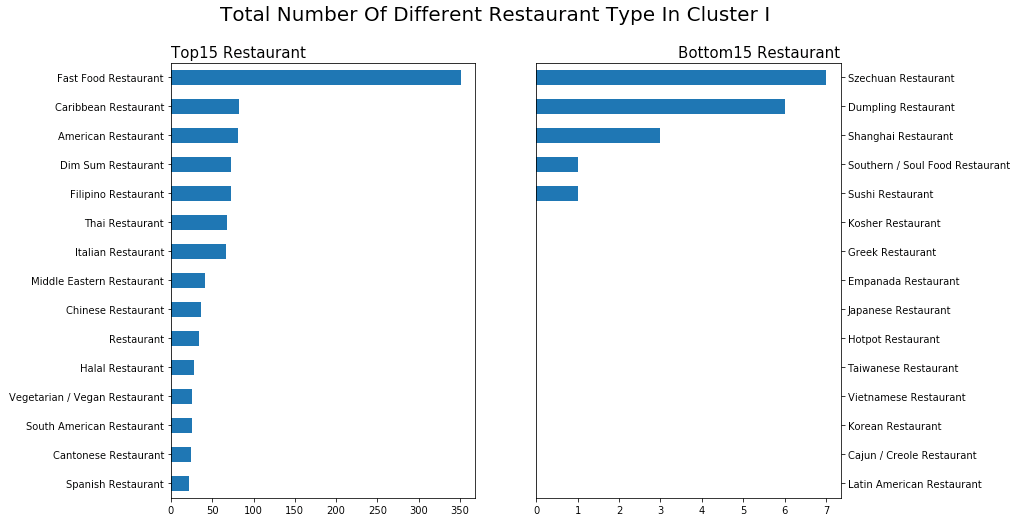 Total Number Of Different Restaurant Type In Cluster I
Top15 Restaurant
Fast Food Restaurant
Caribbean Restaurant
American Restaurant
Dim Sum Restaurant
Filipino Restaurant
Thai Restaurant
Italian Restaurant
Middle Eastern Restaurant
Chinese Restaurant
Restaurant
Halal Restaurant
Vegetarian / Vegan Restaurant
South American Restaurant
Cantonese Restaurant
Spanish Restaurant
0 50 100 150 200 250 300 350
Bottom15 Restaurant
Szechuan Restaurant
Dumpling Restaurant
Shanghai Restaurant
Southern / Soul Food Restaurant
Sushi Restaurant
Kosher Restaurant
Greek Restaurant
Empanada Restaurant
Japanese Restaurant
Hotpot Restaurant
Taiwanese Restaurant
Vietnamese Restaurant
Korean Restaurant
Cajun / Creole Restaurant
Latin American Restaurant
0 1 2 3 4 5 6 7